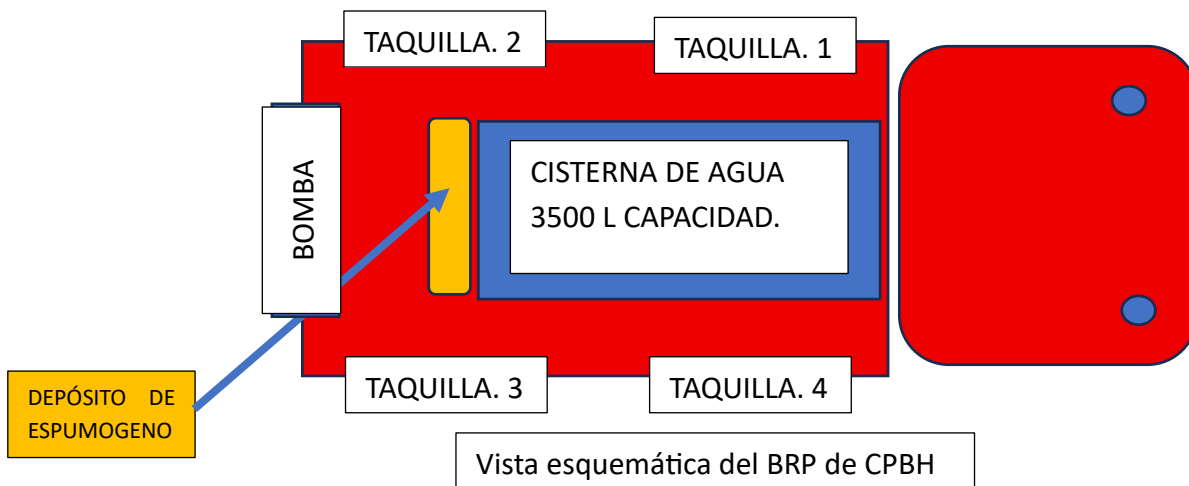 TAQUILLA. 2
TAQUILLA. 1
BOMBA
CISTERNA DE AGUA
3500 L CAPACIDAD.
TAQUILLA. 3
TAQUILLA. 4
DEPÓSITO DE
ESPUMOGENO
Vista esquemática del BRP de CPBH